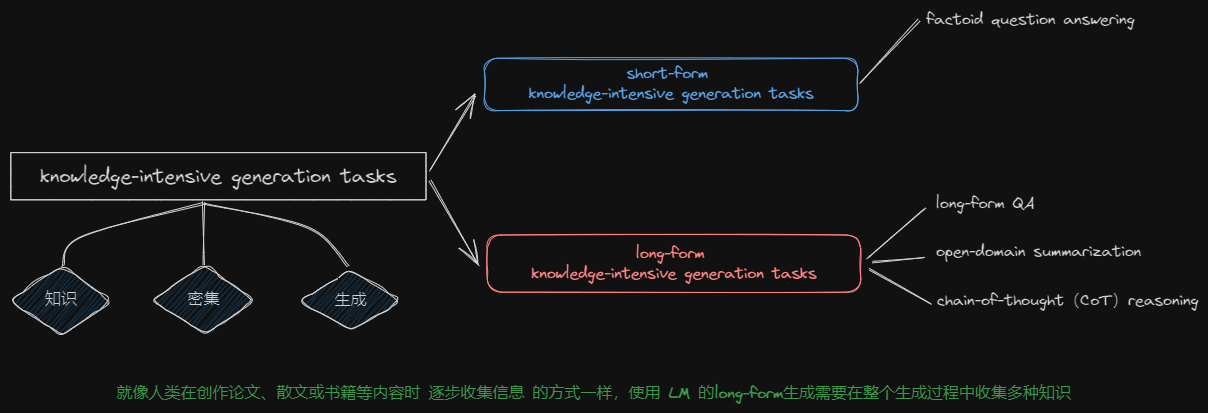 factoid question answering
short-form
knowledge-intensive generation tasks
knowledge-intensive generation tasks
知识
密集
生成
long-form
knowledge-intensive generation tasks
long-form QA
open-domain summarization
chain-of-thought (CoT) reasoning
就像人类在创作论文、散文或书籍等内容时 逐步收集信息 的方式一样，使用 LM 的long-form生成需要在整个生成过程中收集多种知识